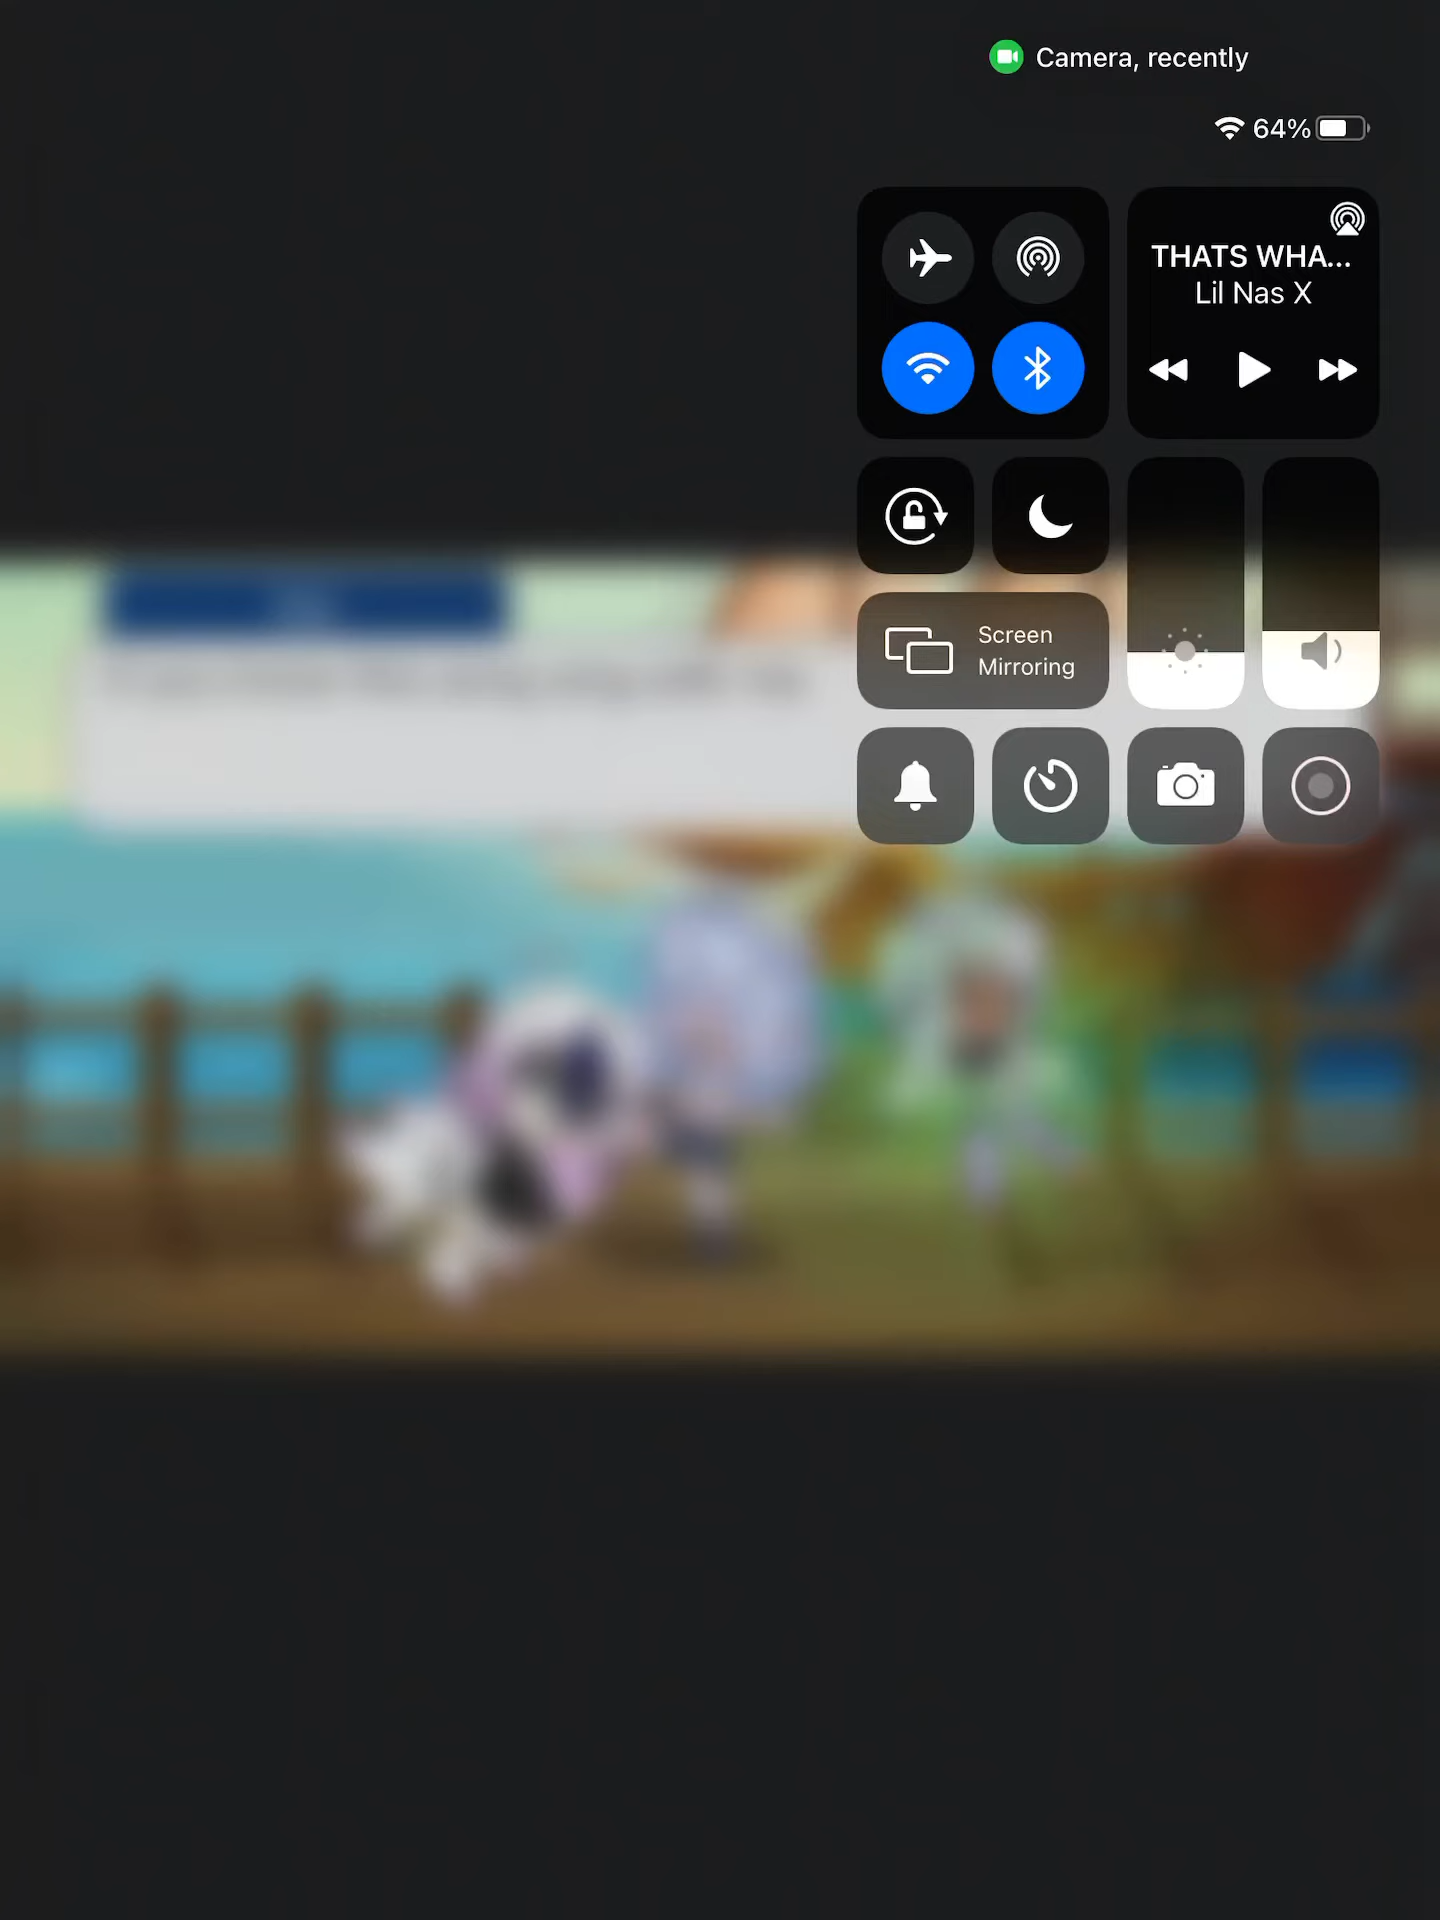 Camera, recently
64%
THATS WHA...
Lil Nas X
Screen
Mirroring